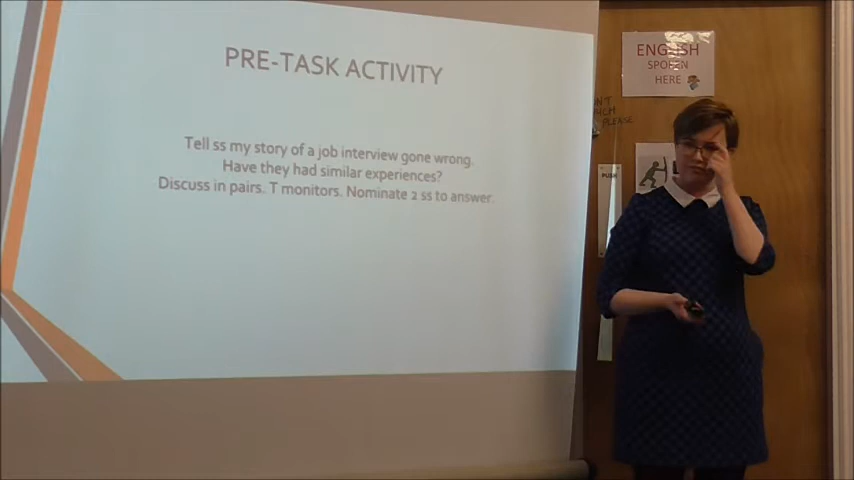 PRE-TASK ACTIVITY
Tell ss my story of a job interview gone wrong.
Have they had similar experiences?
Discuss in pairs. T monitors. Nominate 2 ss to answer.
ENGLISH
SPOKEN
HERE
PLEASE
PUSH